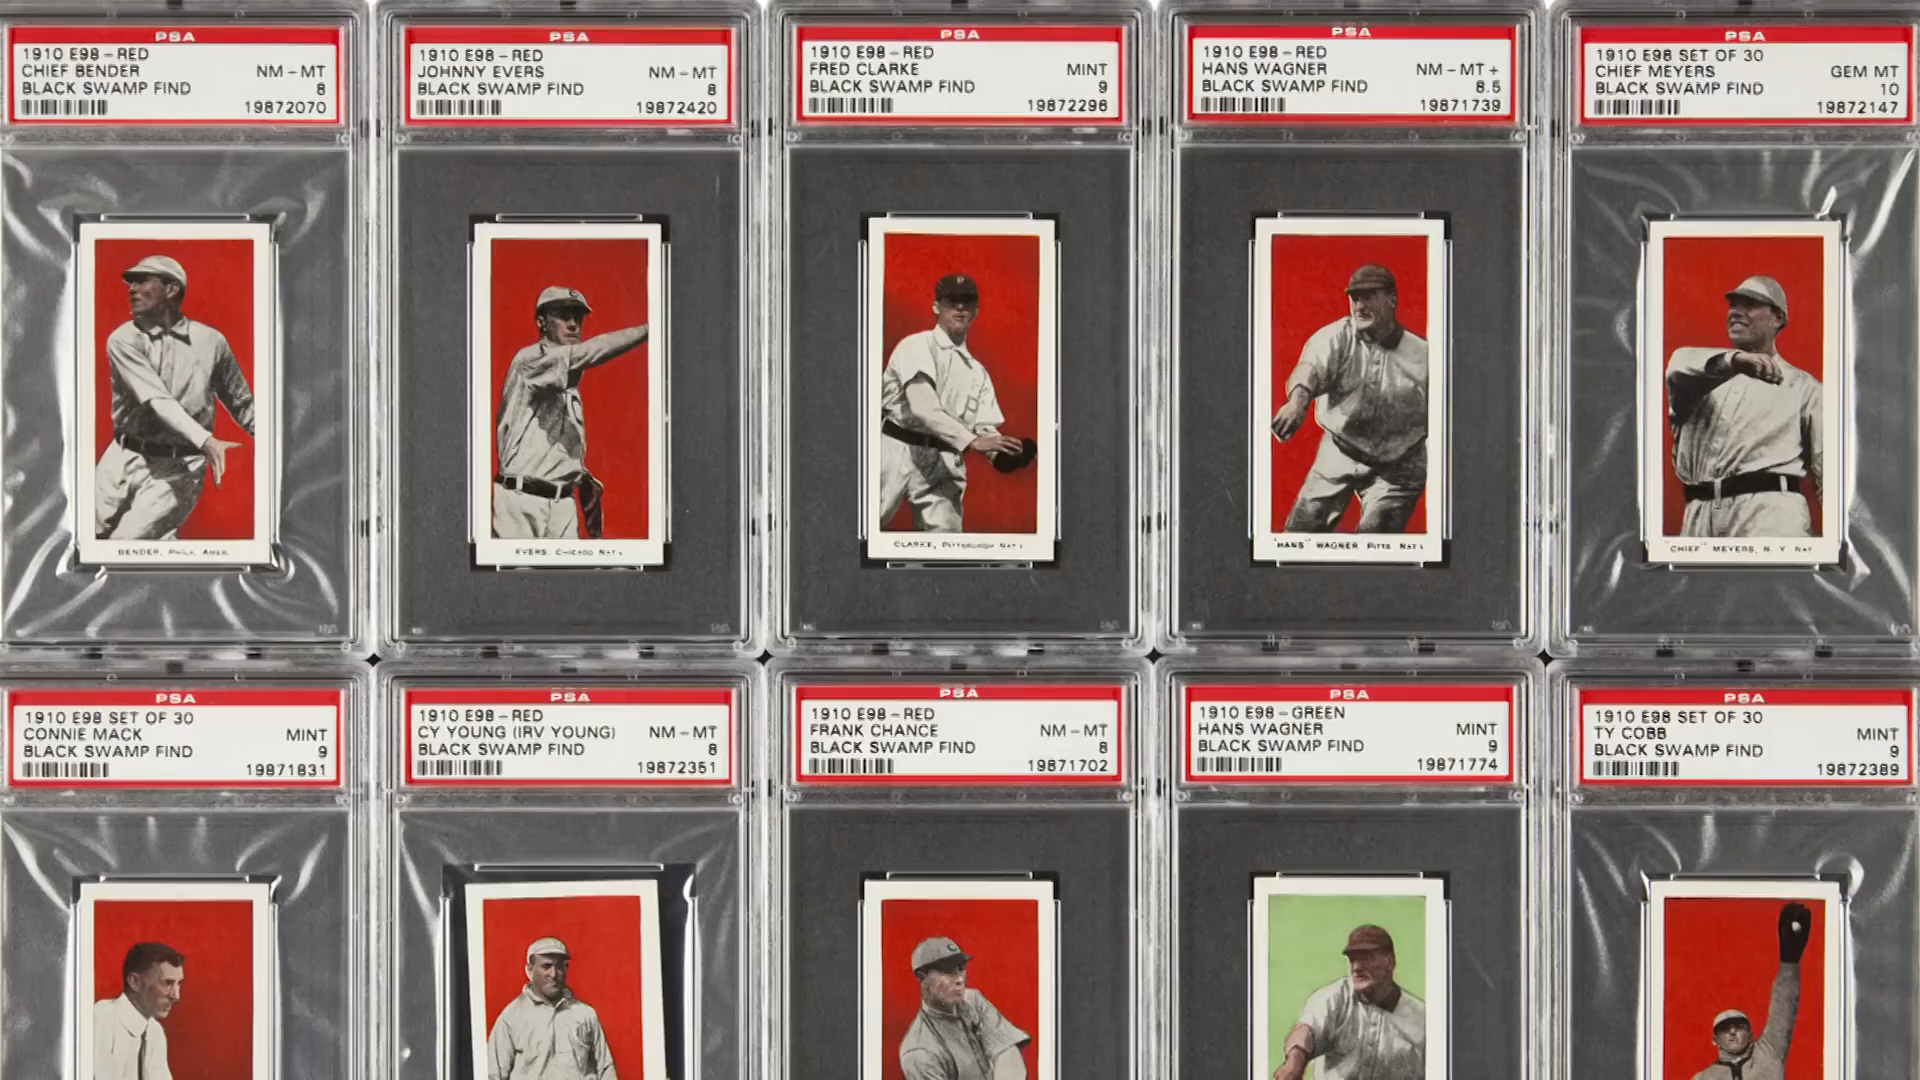 PSA
1910 E98-RED
CHIEF BENDER NM-MT
BLACK SWAMP FIND 8
19872070
BENDER, PHILA. AMER.
PSA
1910 E98-RED
JOHNNY EVERS NM-MT
BLACK SWAMP FIND 8
19872420
C
EVERS, CHICAGO NAT'L
PSA
1910 E98-RED
FRED CLARKE MINT
BLACK SWAMP FIND 9
19872296
P
CLARKE, PITTSBURGH NAT'L
PSA
1910 E98-RED
HANS WAGNER NM-MT+
BLACK SWAMP FIND 8.5
19871739
"HANS" WAGNER PITTS NAT'L
PSA
1910 E98 SET OF 30
CHIEF MEYERS GEM MT
BLACK SWAMP FIND 10
19872147
"CHIEF" MEYERS, N. Y. NAT
PSA
1910 E98 SET OF 30
CONNIE MACK MINT
BLACK SWAMP FIND 9
19871831
PSA
1910 E98-RED
CY YOUNG (IRV YOUNG) NM-MT
BLACK SWAMP FIND 8
19872351
PSA
1910 E98-RED
FRANK CHANCE NM-MT
BLACK SWAMP FIND 8
19871702
C
PSA
1910 E98-GREEN
HANS WAGNER MINT
BLACK SWAMP FIND 9
19871774
PSA
1910 E98 SET OF 30
TY COBB MINT
BLACK SWAMP FIND 9
19872389